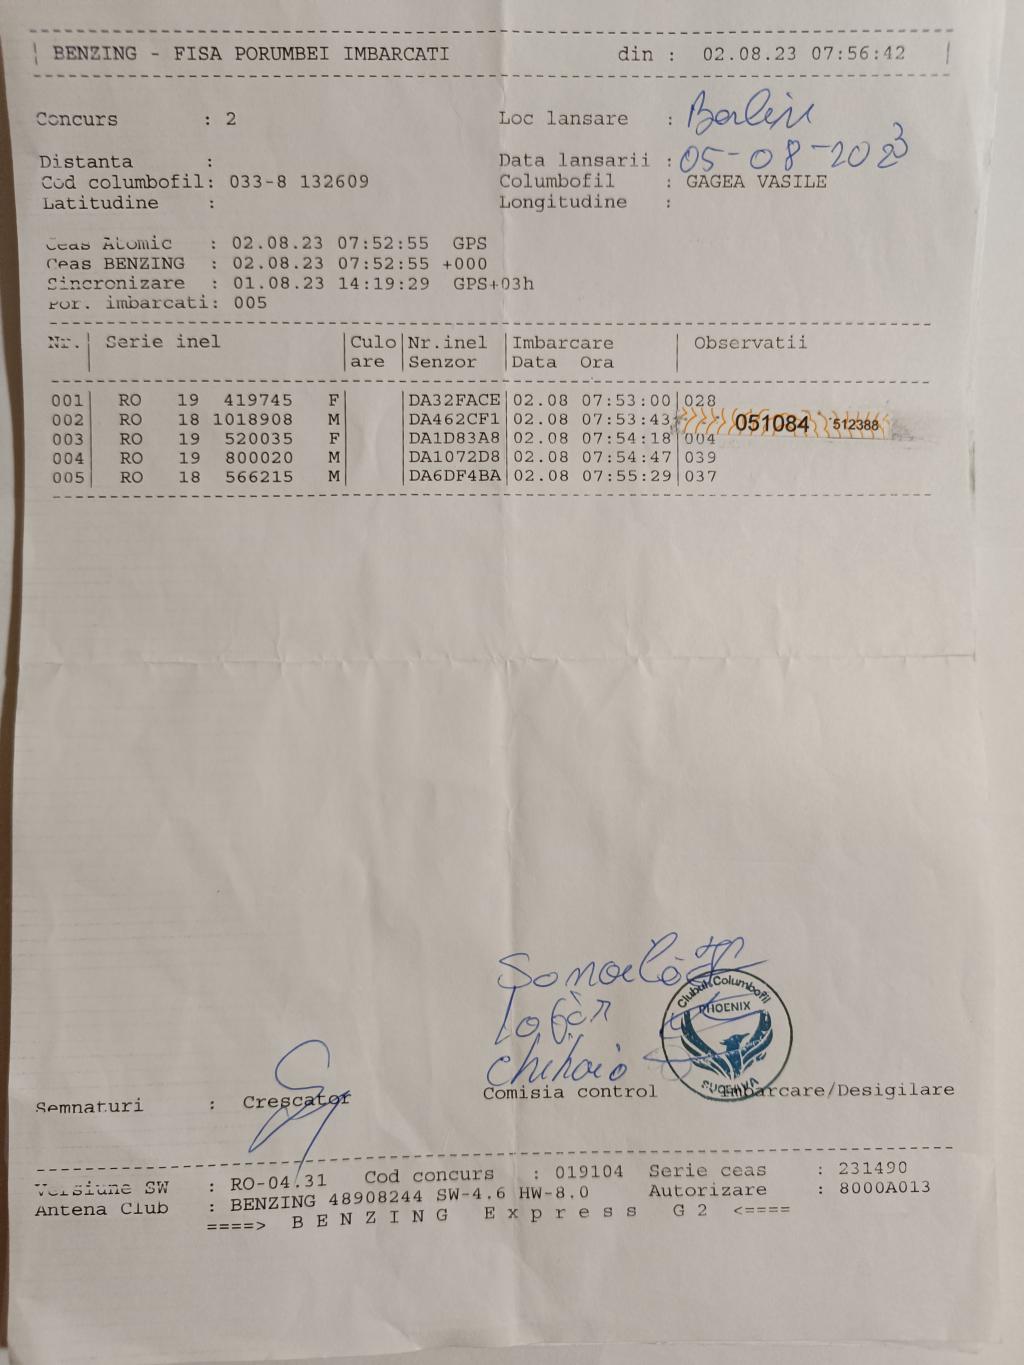 BENZING - FISA PORUMBEI IMBARCATI din : 02.08.23 07:56:42
Concurs : 2 Loc lansare : Berlin
Distanta : Data lansarii : 05-08-2023
Cod columbofil: 033-8 132609 Columbofil : GAGEA VASILE
Latitudine : Longitudine :
Ceas Atomic : 02.08.23 07:52:55 GPS
Ceas BENZING : 02.08.23 07:52:55 +000
Sincronizare : 01.08.23 14:19:29 GPS+03h
Por. imbarcati: 005
Nr. Serie inel Culo Nr.inel Imbarcare Observatii
are Senzor Data Ora
001 RO 19 419745 F DA32FACE 02.08 07:53:00 028
002 RO 18 1018908 M DA462CF1 02.08 07:53:43 051084 512388
003 RO 19 520035 F DA1D83A8 02.08 07:54:18 004
004 RO 19 800020 M DA1072D8 02.08 07:54:47 039
005 RO 18 566215 M DA6DF4BA 02.08 07:55:29 037
Clubul Columbofil
PHOENIX
SUCEAVA
Comisia control Imbarcare/Desigilare
Semnaturi : Crescator
Versiune SW : RO-04.31 Cod concurs : 019104 Serie ceas : 231490
Antena Club : BENZING 48908244 SW-4.6 HW-8.0 Autorizare : 8000A013
====> B E N Z I N G E x p r e s s G 2 <====